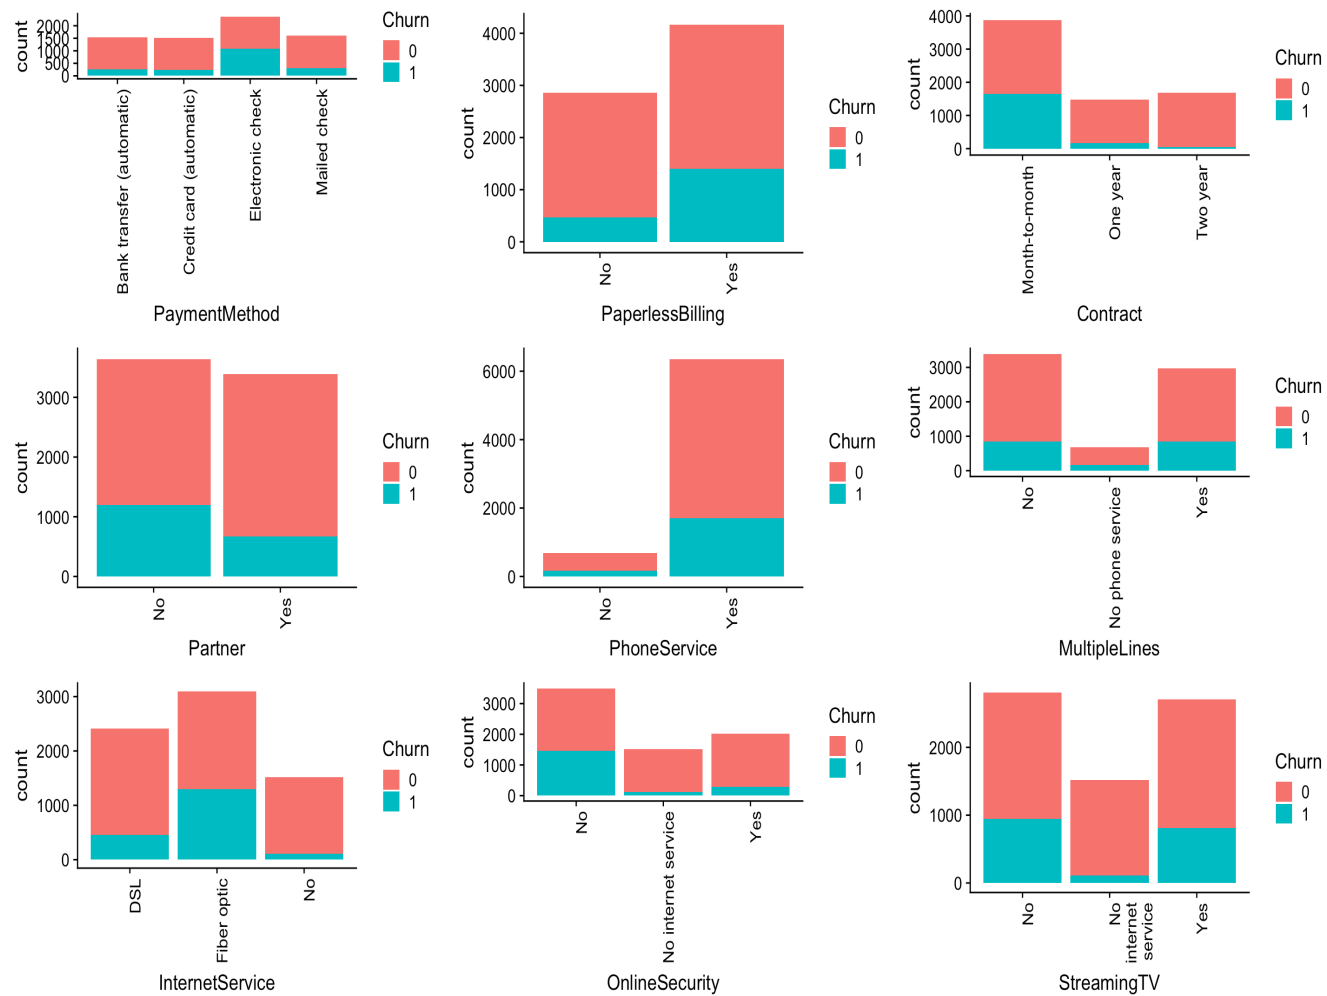 count
2000
1500
1000
500
0
Bank transfer (automatic)
Credit card (automatic)
Electronic check
Mailed check
PaymentMethod
Churn
0
1
count
4000
3000
2000
1000
0
No
Yes
PaperlessBilling
Churn
0
1
count
4000
3000
2000
1000
0
Month-to-month
One year
Two year
Contract
Churn
0
1
count
3000
2000
1000
0
No
Yes
Partner
Churn
0
1
count
6000
4000
2000
0
No
Yes
PhoneService
Churn
0
1
count
3000
2000
1000
0
No
No phone service
Yes
MultipleLines
Churn
0
1
count
3000
2000
1000
0
DSL
Fiber optic
No
InternetService
Churn
0
1
count
3000
2000
1000
0
No
No internet service
Yes
OnlineSecurity
Churn
0
1
count
2000
1000
0
No
No
internet
service
Yes
StreamingTV
Churn
0
1